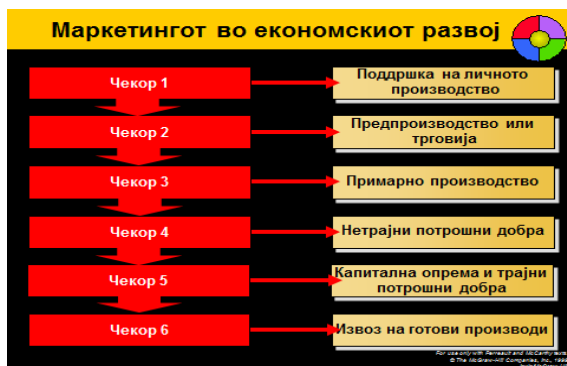 Маркетингот во економскиот развој
Чекор 1
Поддршка на личното
производство
Чекор 2
Предпроизводство или
трговија
Чекор 3
Примарно производство
Чекор 4
Нетрајни потрошни добра
Чекор 5
Капитална опрема и трајни
потрошни добра
Чекор 6
Извоз на готови производи
For use only with Perreault and McCarthy texts.
© The McGraw-Hill Companies, Inc., 1999